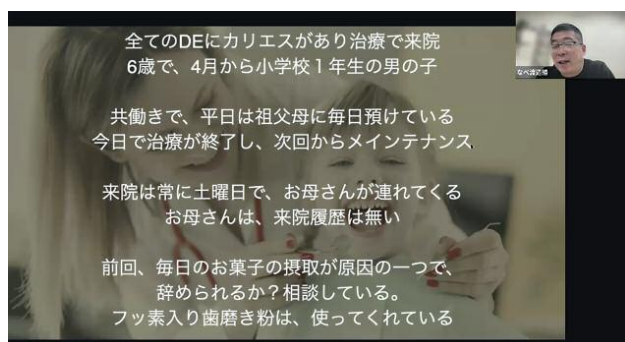 全てのDEにカリエスがあり治療で来院
6歳で、4月から小学校1年生の男の子
共働きで、平日は祖父母に毎日預けている
今日で治療が終了し、次回からメインテナンス
来院は常に土曜日で、お母さんが連れてくる
お母さんは、来院履歴は無い
前回、毎日のお菓子の摂取が原因の一つで、
辞められるか？相談している。
フッ素入り歯磨き粉は、使ってくれている